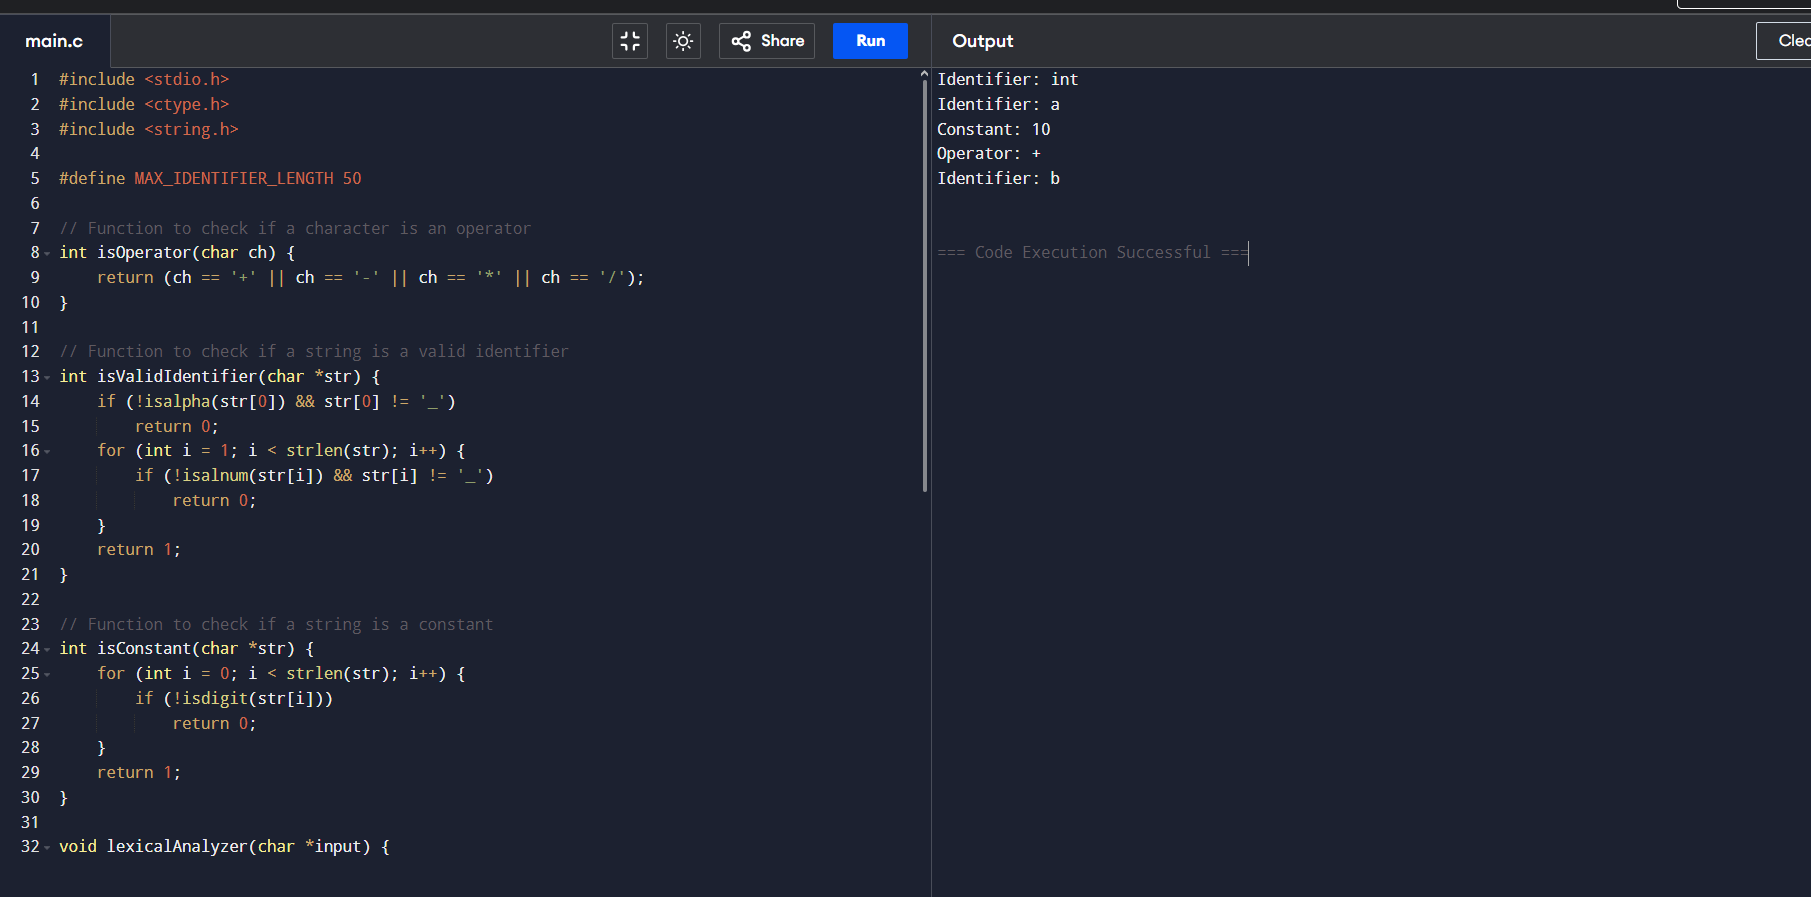 main.c
Share
Run
Output
1 #include <stdio.h>
2 #include <ctype.h>
3 #include <string.h>
4
5 #define MAX_IDENTIFIER_LENGTH 50
6
7 // Function to check if a character is an operator
8 int isOperator(char ch) {
9     return (ch == '+' || ch == '-' || ch == '*' || ch == '/');
10 }
11
12 // Function to check if a string is a valid identifier
13 int isValidIdentifier(char *str) {
14     if (!isalpha(str[0]) && str[0] != '_')
15         return 0;
16     for (int i = 1; i < strlen(str); i++) {
17         if (!isalnum(str[i]) && str[i] != '_')
18             return 0;
19     }
20     return 1;
21 }
22
23 // Function to check if a string is a constant
24 int isConstant(char *str) {
25     for (int i = 0; i < strlen(str); i++) {
26         if (!isdigit(str[i]))
27             return 0;
28     }
29     return 1;
30 }
31
32 void lexicalAnalyzer(char *input) {
Identifier: int
Identifier: a
Constant: 10
Operator: +
Identifier: b
=== Code Execution Successful ===